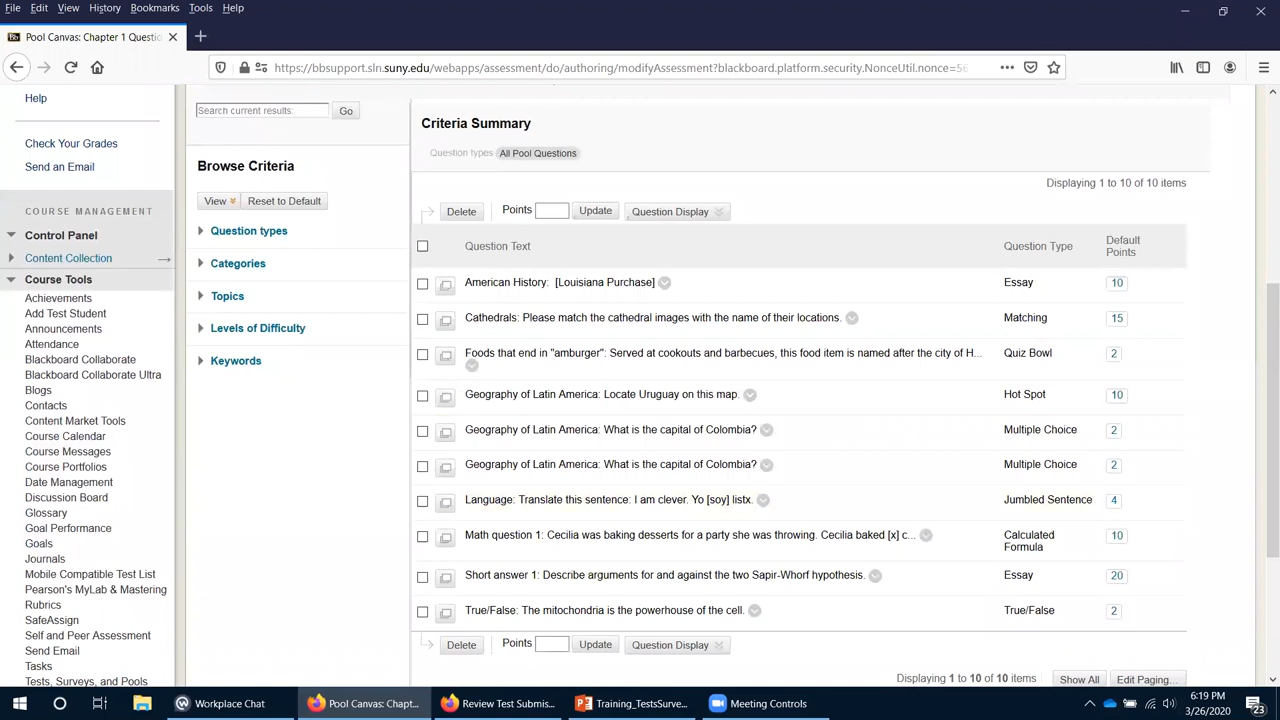 File Edit View History Bookmarks Tools Help
Pool Canvas: Chapter 1 Questio
https://bbsupport.sln.suny.edu/webapps/assessment/do/authoring/modifyAssessment?blackboard.platform.security.NonceUtil.nonce=56
Help
Check Your Grades
Send an Email
COURSE MANAGEMENT
Control Panel
Content Collection
Course Tools
Achievements
Add Test Student
Announcements
Attendance
Blackboard Collaborate
Blackboard Collaborate Ultra
Blogs
Contacts
Content Market Tools
Course Calendar
Course Messages
Course Portfolios
Date Management
Discussion Board
Glossary
Goal Performance
Goals
Journals
Mobile Compatible Test List
Pearson's MyLab & Mastering
Rubrics
SafeAssign
Self and Peer Assessment
Send Email
Tasks
Tests, Surveys, and Pools
Search current results: Go
Browse Criteria
View Reset to Default
Question types
Categories
Topics
Levels of Difficulty
Keywords
Criteria Summary
Question types All Pool Questions
Displaying 1 to 10 of 10 items
Delete Points Update Question Display
Question Text Question Type Default Points
American History: [Louisiana Purchase] Essay 10
Cathedrals: Please match the cathedral images with the name of their locations. Matching 15
Foods that end in "amburger": Served at cookouts and barbecues, this food item is named after the city of H... Quiz Bowl 2
Geography of Latin America: Locate Uruguay on this map. Hot Spot 10
Geography of Latin America: What is the capital of Colombia? Multiple Choice 2
Geography of Latin America: What is the capital of Colombia? Multiple Choice 2
Language: Translate this sentence: I am clever. Yo [soy] listx. Jumbled Sentence 4
Math question 1: Cecilia was baking desserts for a party she was throwing. Cecilia baked [x] c... Calculated Formula 10
Short answer 1: Describe arguments for and against the two Sapir-Whorf hypothesis. Essay 20
True/False: The mitochondria is the powerhouse of the cell. True/False 2
Delete Points Update Question Display
Displaying 1 to 10 of 10 items Show All Edit Paging...
Workplace Chat Pool Canvas: Chapt... Review Test Submis... Training_TestsSurve... Meeting Controls
6:19 PM
3/26/2020
23